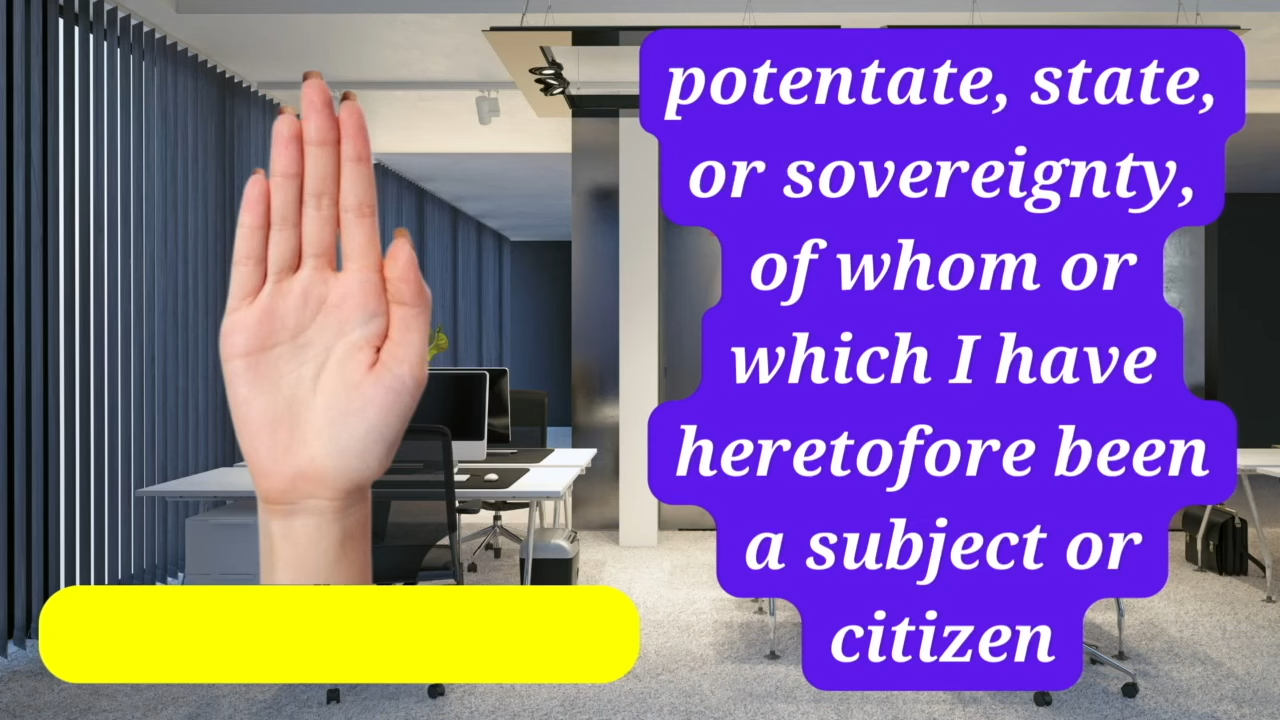 potentate, state,
or sovereignty,
of whom or
which I have
heretofore been
a subject or
citizen